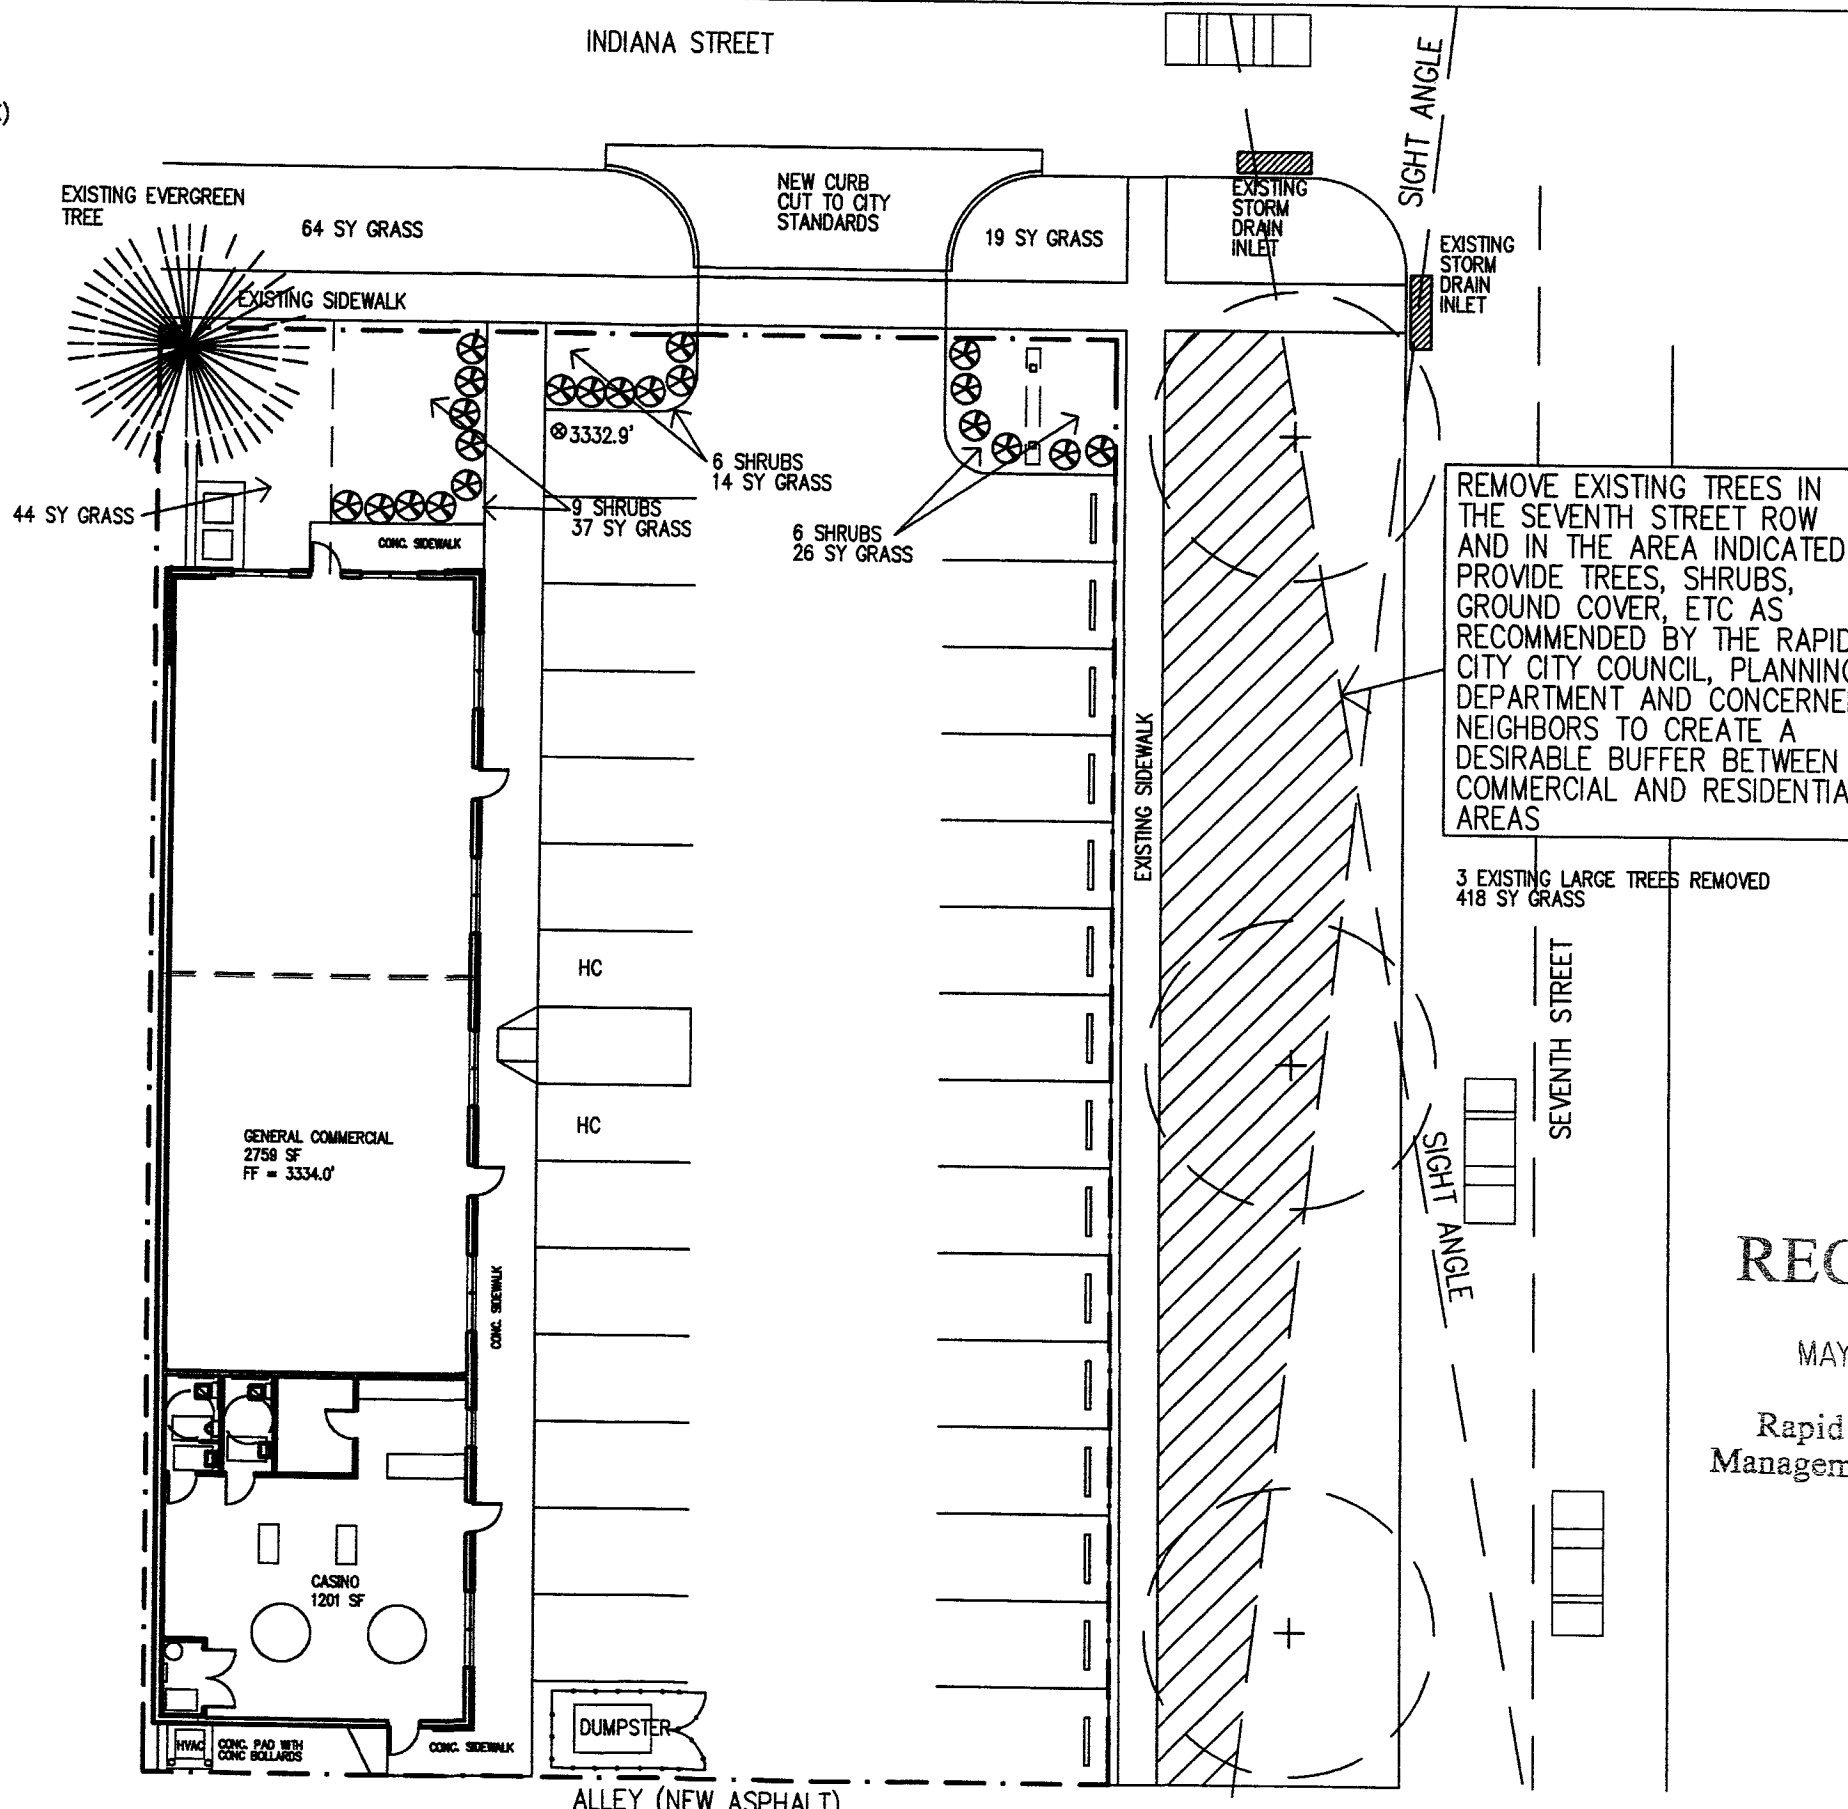 INDIANA STREET
SIGHT ANGLE
EXISTING EVERGREEN
TREE
64 SY GRASS
NEW CURB
CUT TO CITY
STANDARDS
19 SY GRASS
EXISTING
STORM
DRAIN
INLET
EXISTING
STORM
DRAIN
INLET
EXISTING SIDEWALK
3332.9'
6 SHRUBS
14 SY GRASS
9 SHRUBS
37 SY GRASS
6 SHRUBS
26 SY GRASS
44 SY GRASS
CONC. SIDEWALK
REMOVE EXISTING TREES IN
THE SEVENTH STREET ROW
AND IN THE AREA INDICATED
PROVIDE TREES, SHRUBS,
GROUND COVER, ETC AS
RECOMMENDED BY THE RAPID
CITY CITY COUNCIL, PLANNING
DEPARTMENT AND CONCERNE
NEIGHBORS TO CREATE A
DESIRABLE BUFFER BETWEEN
COMMERCIAL AND RESIDENTIA
AREAS
3 EXISTING LARGE TREES REMOVED
418 SY GRASS
EXISTING SIDEWALK
SEVENTH STREET
HC
HC
GENERAL COMMERCIAL
2759 SF
FF = 3334.0'
SIGHT ANGLE
CONC. SIDEWALK
REC
MAY
Rapid
Managem
CASINO
1201 SF
DUMPSTER
HVAC
CONC. PAD WITH
CONC BOLLARDS
CONC. SIDEWALK
ALLEY (NEW ASPHALT)